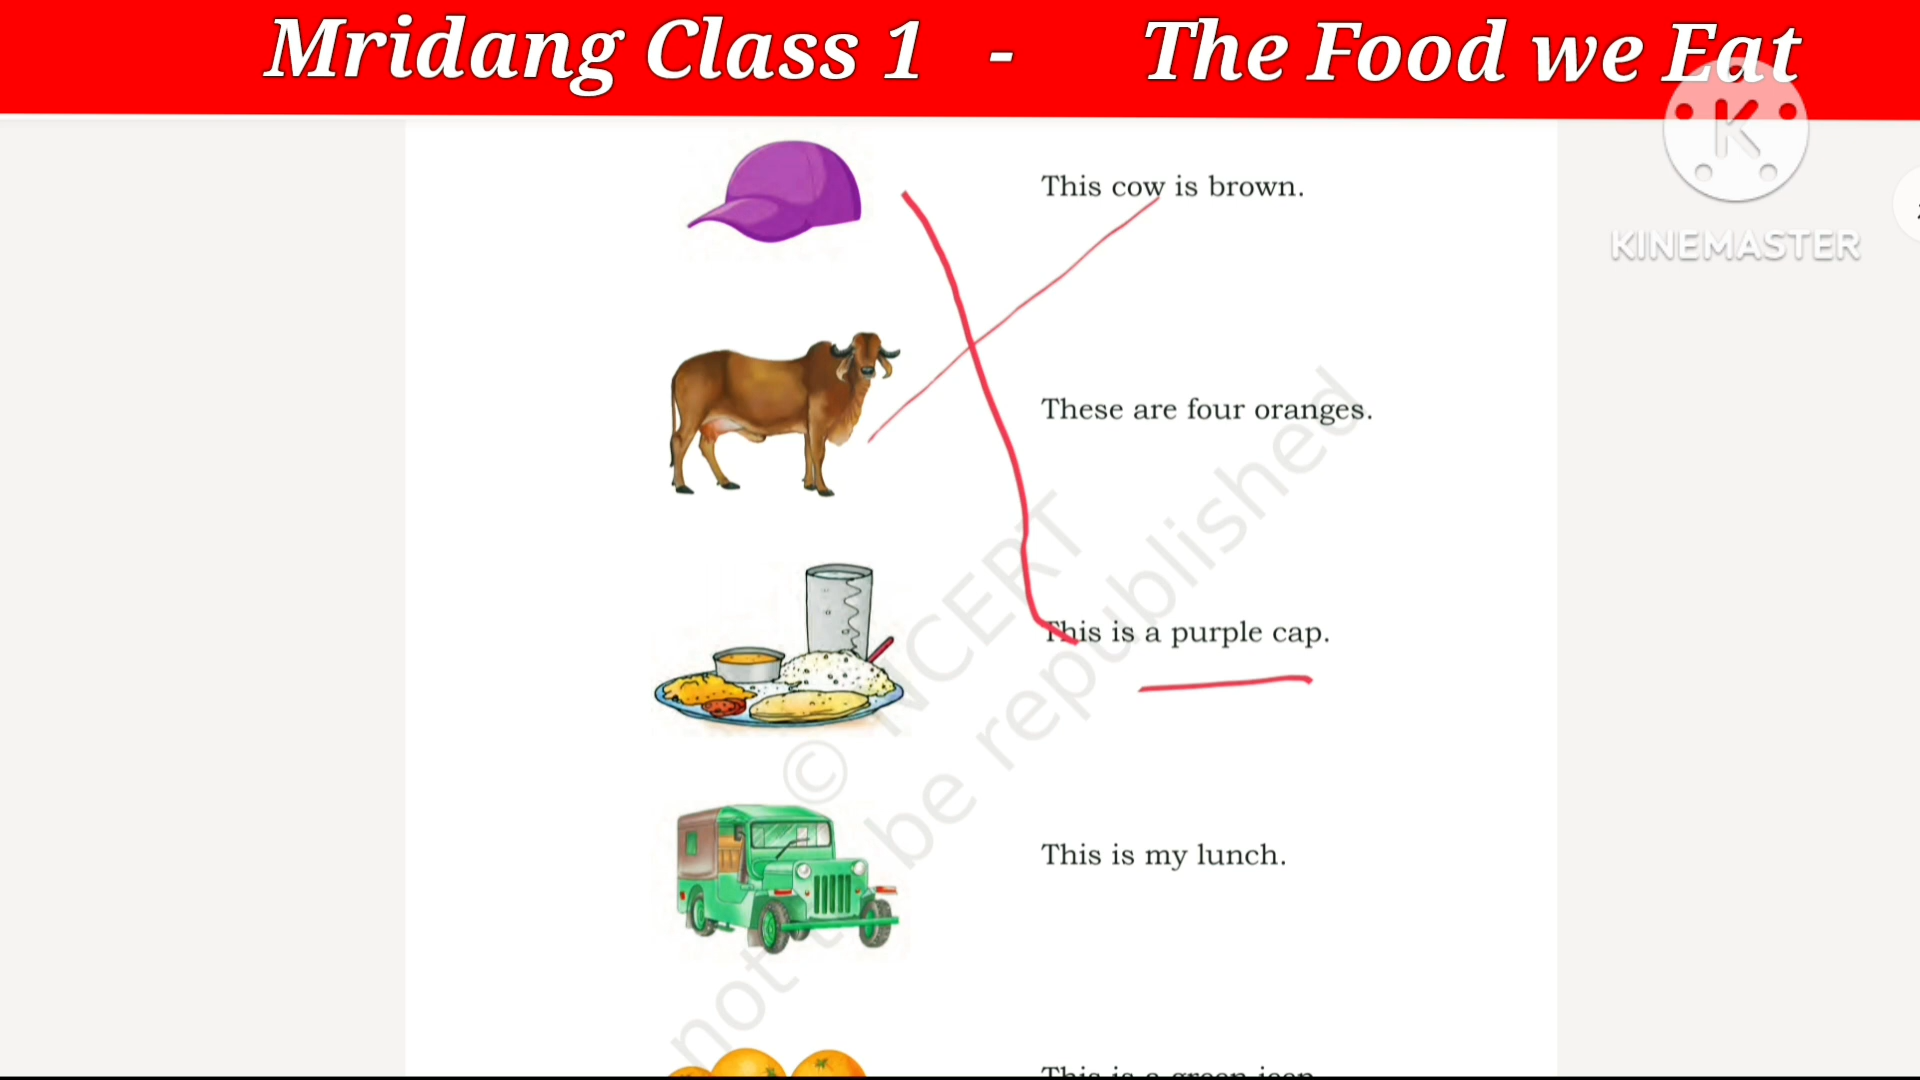 Mridang Class 1 - The Food we Eat
K
KINEMASTER
This cow is brown.
These are four oranges.
This is a purple cap.
This is my lunch.
This is a green jeep
© NCERT
not to be republished